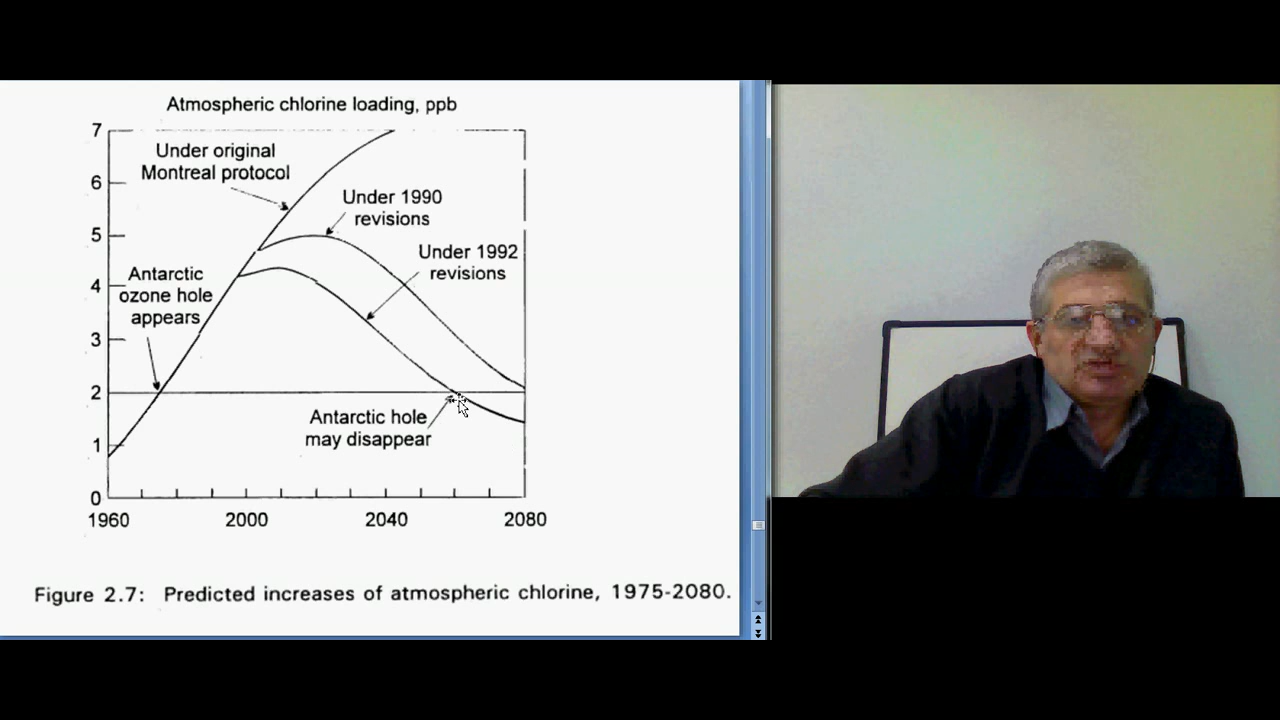 Atmospheric chlorine loading, ppb
7
Under original
Montreal protocol
6
Under 1990
revisions
5
Under 1992
revisions
Antarctic
ozone hole
appears
4
3
2
Antarctic hole
may disappear
1
0
1960 2000 2040 2080
Figure 2.7: Predicted increases of atmospheric chlorine, 1975-2080.